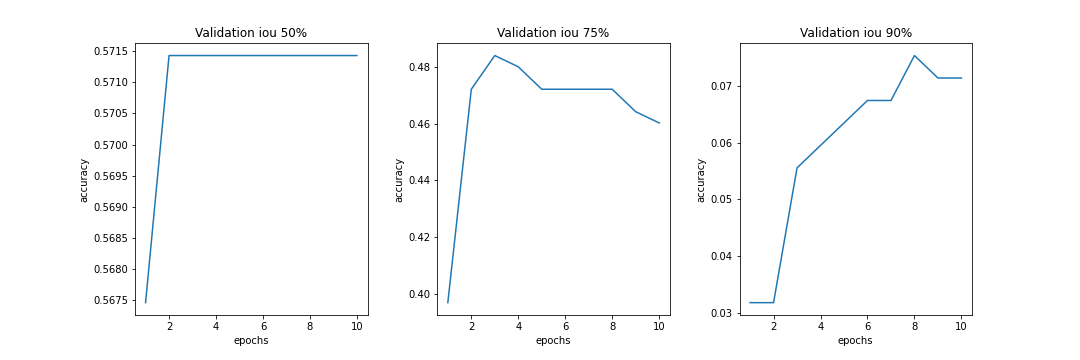 Validation iou 50%
accuracy
0.5715
0.5710
0.5705
0.5700
0.5695
0.5690
0.5685
0.5680
0.5675
2 4 6 8 10
epochs
Validation iou 75%
accuracy
0.48
0.46
0.44
0.42
0.40
2 4 6 8 10
epochs
Validation iou 90%
accuracy
0.07
0.06
0.05
0.04
0.03
2 4 6 8 10
epochs